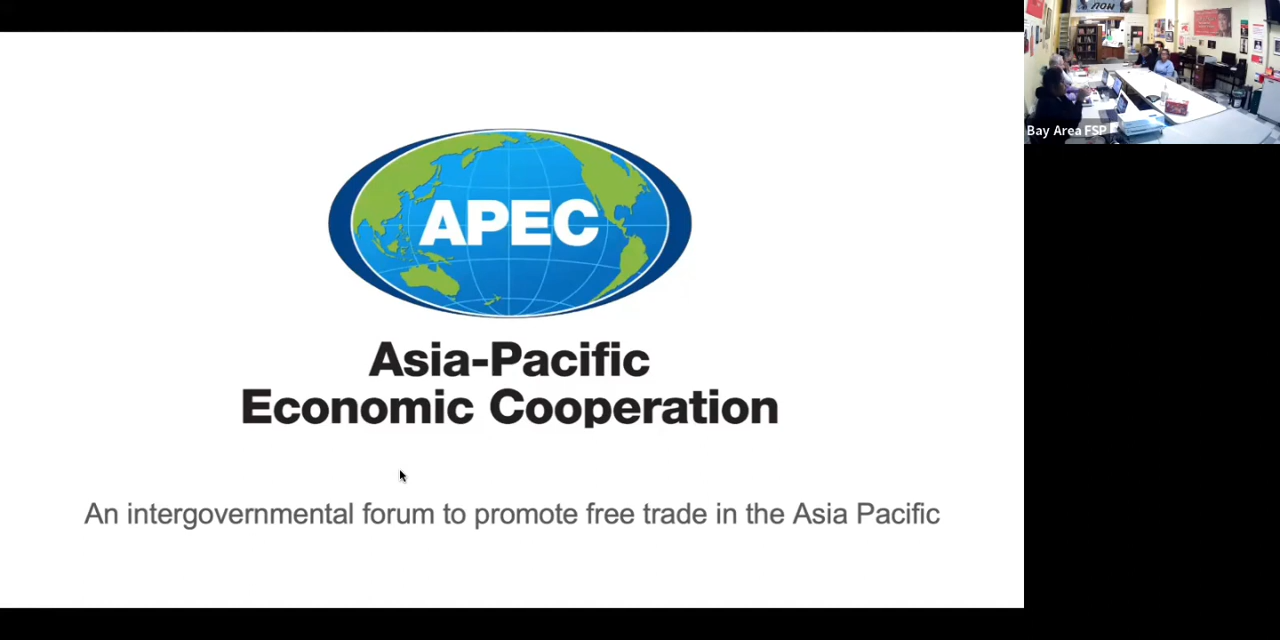 APEC
Asia-Pacific
Economic Cooperation
An intergovernmental forum to promote free trade in the Asia Pacific
Bay Area FSP